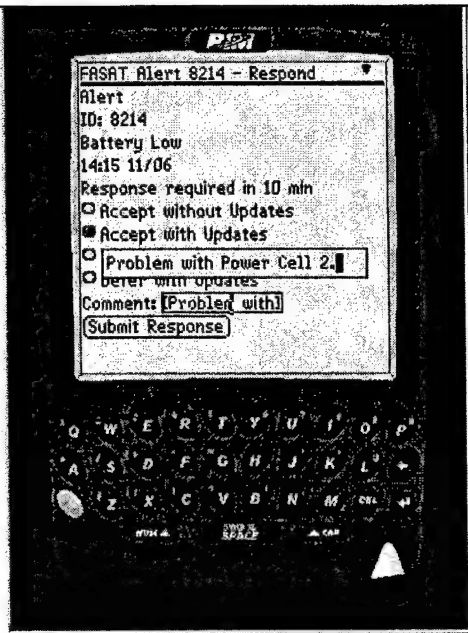 FASAT Alert 8214 - Respond
Alert
ID: 8214
Battery Low
14:15 11/06
Response required in 10 min
Accept without Updates
Accept with Updates
Problem with Power Cell 2.
Defer with Updates
Comment: [Problem with]
Submit Response
Q W E R T Y U I O P
A S D F G H J K L
Z X C V B N M
SPACE